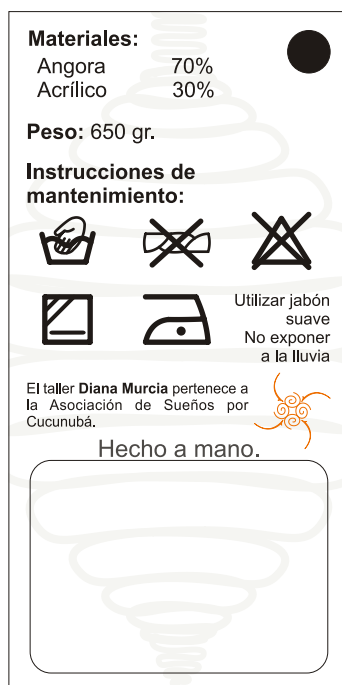 Materiales:
Angora 70%
Acrílico 30%
Peso: 650 gr.
Instrucciones de
mantenimiento:
Utilizar jabón
suave
No exponer
a la lluvia
El taller Diana Murcia pertenece a
la Asociación de Sueños por
Cucunubá.
Hecho a mano.